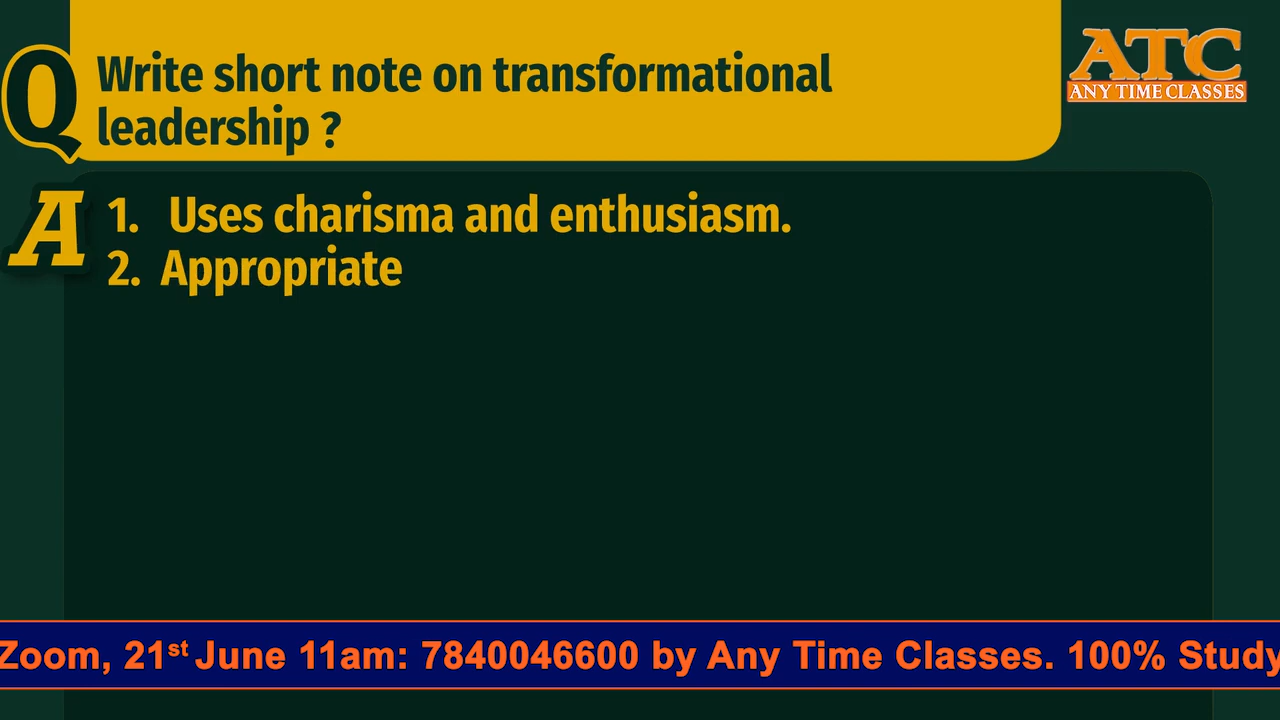 Q Write short note on transformational
leadership ?
ATC
ANY TIME CLASSES
A 1. Uses charisma and enthusiasm.
2. Appropriate
Zoom, 21st June 11am: 7840046600 by Any Time Classes. 100% Study